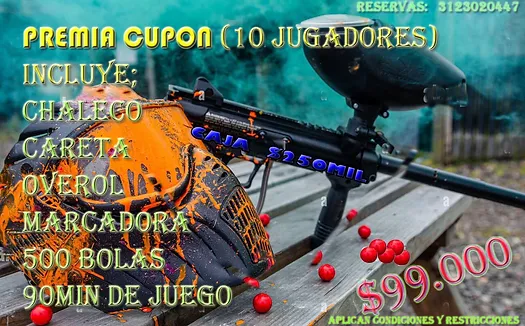 RESERVAS: 3123020447
PREMIA CUPON (10 JUGADORES)
INCLUYE;
CHALECO
CARETA
OVEROL
MARCADORA
500 BOLAS
90MIN DE JUEGO
CAJA $250MIL
$99.000
APLICAN CONDICIONES Y RESTRICCIONES
a
a
a
alamy